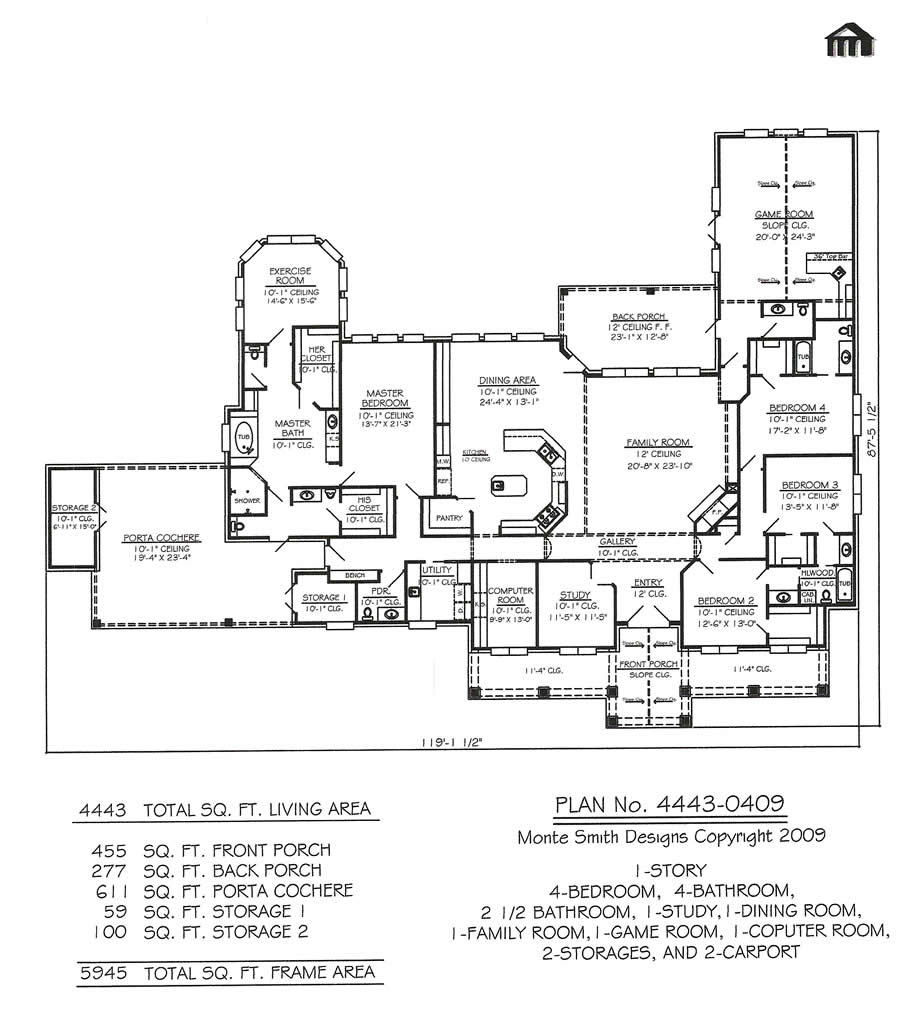 Slope Clg.
Slope Clg.
GAME ROOM
SLOPE CLG.
20'-0" X 24'-3"
36" Top Bar
Slope Clg.
Slope Clg.
EXERCISE
ROOM
10'-1" CEILING
14'-6" X 15'-6"
BACK PORCH
12' CEILING F. F.
23'-1" X 12'-8"
HER
CLOSET
10'-1" CLG.
TUB
MASTER
BEDROOM
10'-1" CEILING
13'-7" X 21'-3"
DINING AREA
10'-1" CEILING
24'-4" X 13'-1"
BEDROOM 4
10'-1" CEILING
17'-2" X 11'-8"
87'-5 1/2"
MASTER
BATH
10'-1" CLG.
TUB
K.S.
FAMILY ROOM
12' CEILING
20'-8" X 23'-10"
KITCHEN
10' CEILING
M.W.
REF.
D.W.
BEDROOM 3
10'-1" CEILING
13'-5" X 11'-8"
SHOWER
HIS
CLOSET
10'-1" CLG.
STORAGE 2
10'-1" CLG.
6'-11" X 15'-0"
PANTRY
F.P.
PORTA COCHERE
10'-1" CEILING
19'-4" X 23'-4"
GALLERY
10'-1" CLG.
BENCH
UTILITY
10'-1" CLG.
W.
D.
STORAGE 1
10'-1" CLG.
PDR.
10'-1" CLG.
COMPUTER
ROOM
10'-1" CLG.
9'-9" X 13'-0"
STUDY
10'-1" CLG.
11'-5" X 11'-5"
ENTRY
12' CLG.
HLWOOD
10'-1" CLG.
CAB.
LIN.
TUB
BEDROOM 2
10'-1" CEILING
12'-6" X 13'-0"
Slope Clg.
Slope Clg.
11'-4" CLG.
FRONT PORCH
SLOPE CLG.
11'-4" CLG.
Slope Clg.
Slope Clg.
119'-1 1/2"
4443 TOTAL SQ. FT. LIVING AREA
455 SQ. FT. FRONT PORCH
277 SQ. FT. BACK PORCH
611 SQ. FT. PORTA COCHERE
59 SQ. FT. STORAGE 1
100 SQ. FT. STORAGE 2
5945 TOTAL SQ. FT. FRAME AREA
PLAN No. 4443-0409
Monte Smith Designs Copyright 2009
1-STORY
4-BEDROOM, 4-BATHROOM,
2 1/2 BATHROOM, 1-STUDY, 1-DINING ROOM,
1-FAMILY ROOM, 1-GAME ROOM, 1-COPUTER ROOM,
2-STORAGES, AND 2-CARPORT